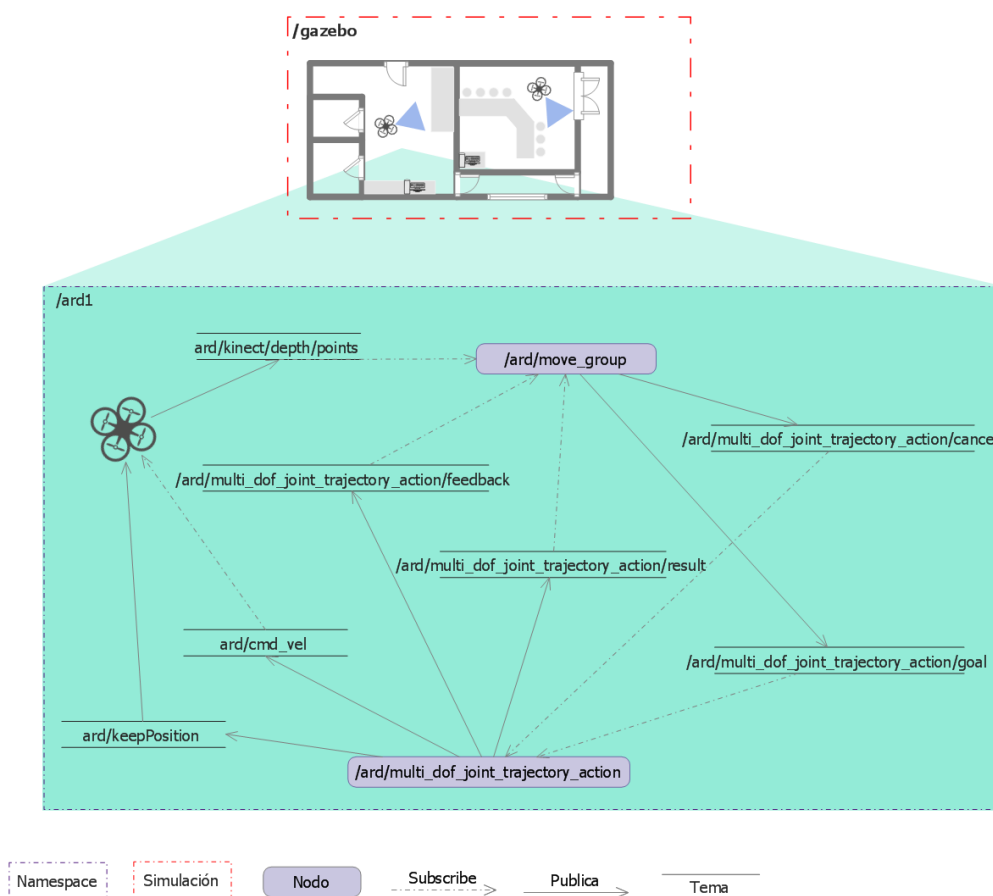 /gazebo
/ard1
ard/kinect/depth/points
/ard/move_group
/ard/multi_dof_joint_trajectory_action/cance
/ard/multi_dof_joint_trajectory_action/feedback
/ard/multi_dof_joint_trajectory_action/result
ard/cmd_vel
/ard/multi_dof_joint_trajectory_action/goal
ard/keepPosition
/ard/multi_dof_joint_trajectory_action
Namespace
Simulación
Nodo
Subscribe
Publica
Tema